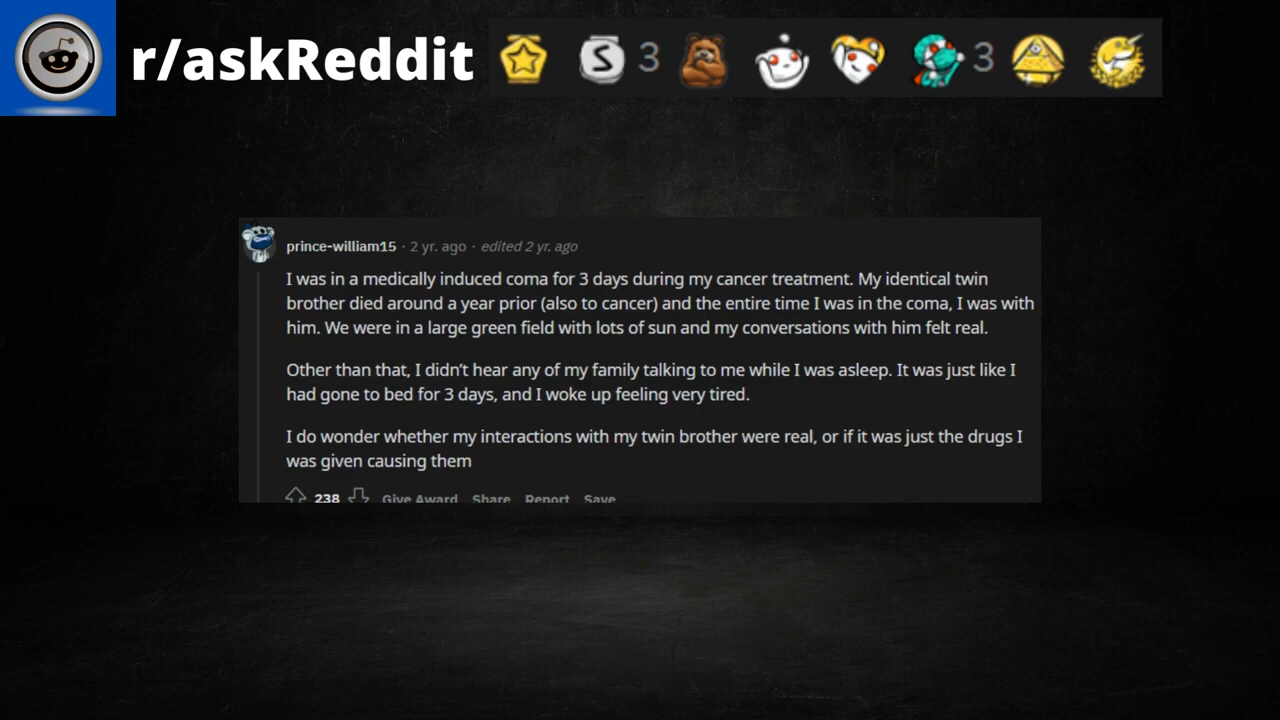 r/askReddit
S 3 3
prince-william15 · 2 yr. ago · edited 2 yr. ago
I was in a medically induced coma for 3 days during my cancer treatment. My identical twin
brother died around a year prior (also to cancer) and the entire time I was in the coma, I was with
him. We were in a large green field with lots of sun and my conversations with him felt real.
Other than that, I didn’t hear any of my family talking to me while I was asleep. It was just like I
had gone to bed for 3 days, and I woke up feeling very tired.
I do wonder whether my interactions with my twin brother were real, or if it was just the drugs I
was given causing them
238 Give Award Share Report Save